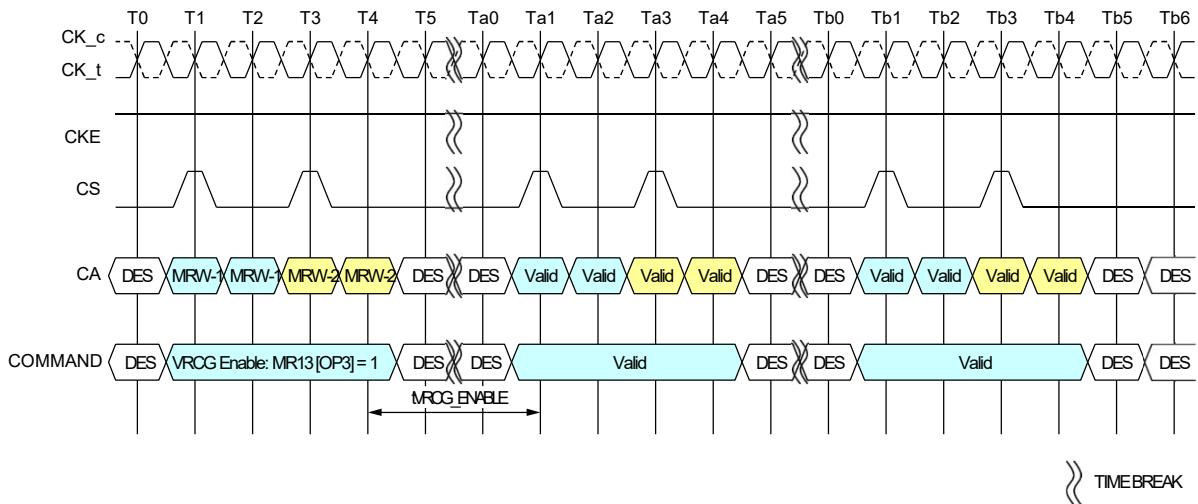 T0 T1 T2 T3 T4 T5 Ta0 Ta1 Ta2 Ta3 Ta4 Ta5 Tb0 Tb1 Tb2 Tb3 Tb4 Tb5 Tb6
CK_c
CK_t
CKE
CS
CA DES MRW-1 MRW-1 MRW-2 MRW-2 DES DES Valid Valid Valid Valid DES DES Valid Valid Valid Valid DES DES
COMMAND DES VRCG Enable: MR13 [OP3] = 1 DES DES Valid DES DES Valid DES DES
tVRCG_ENABLE
TIME BREAK